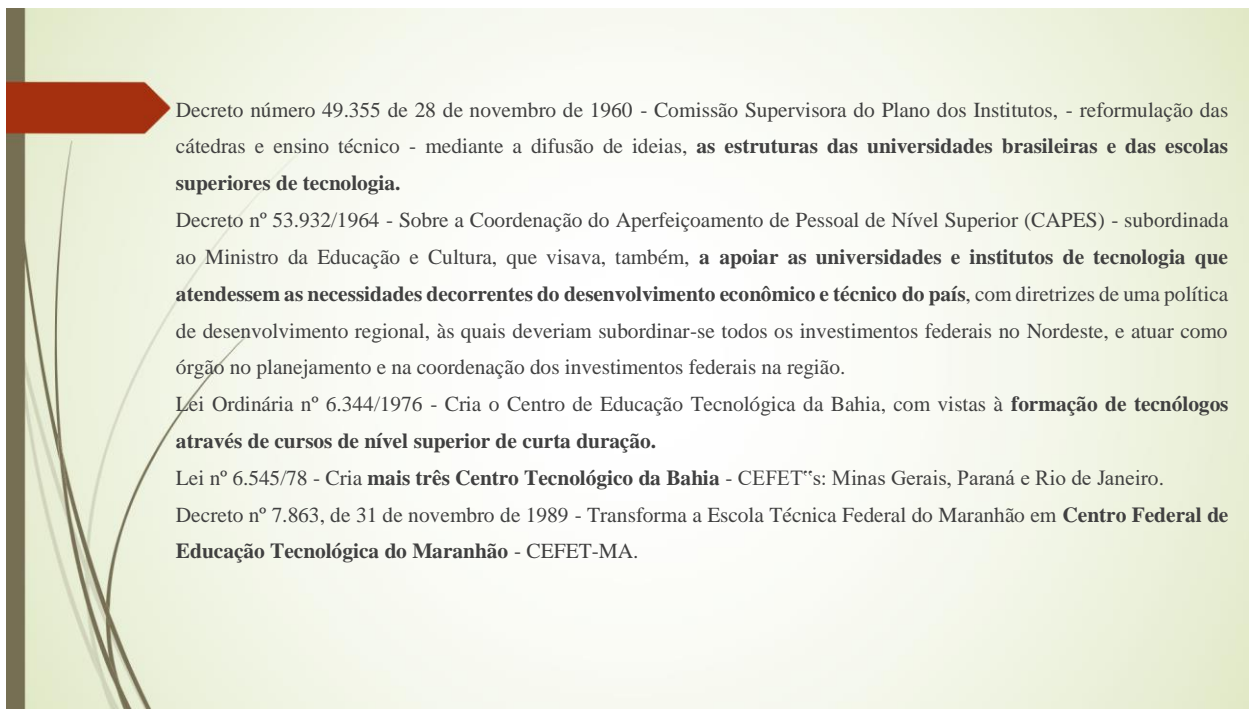 Decreto número 49.355 de 28 de novembro de 1960 - Comissão Supervisora do Plano dos Institutos, - reformulação das
cátedras e ensino técnico - mediante a difusão de ideias, as estruturas das universidades brasileiras e das escolas
superiores de tecnologia.
Decreto nº 53.932/1964 - Sobre a Coordenação do Aperfeiçoamento de Pessoal de Nível Superior (CAPES) - subordinada
ao Ministro da Educação e Cultura, que visava, também, a apoiar as universidades e institutos de tecnologia que
atendessem as necessidades decorrentes do desenvolvimento econômico e técnico do país, com diretrizes de uma política
de desenvolvimento regional, às quais deveriam subordinar-se todos os investimentos federais no Nordeste, e atuar como
órgão no planejamento e na coordenação dos investimentos federais na região.
Lei Ordinária nº 6.344/1976 - Cria o Centro de Educação Tecnológica da Bahia, com vistas à formação de tecnólogos
através de cursos de nível superior de curta duração.
Lei nº 6.545/78 - Cria mais três Centro Tecnológico da Bahia - CEFET‟s: Minas Gerais, Paraná e Rio de Janeiro.
Decreto nº 7.863, de 31 de novembro de 1989 - Transforma a Escola Técnica Federal do Maranhão em Centro Federal de
Educação Tecnológica do Maranhão - CEFET-MA.